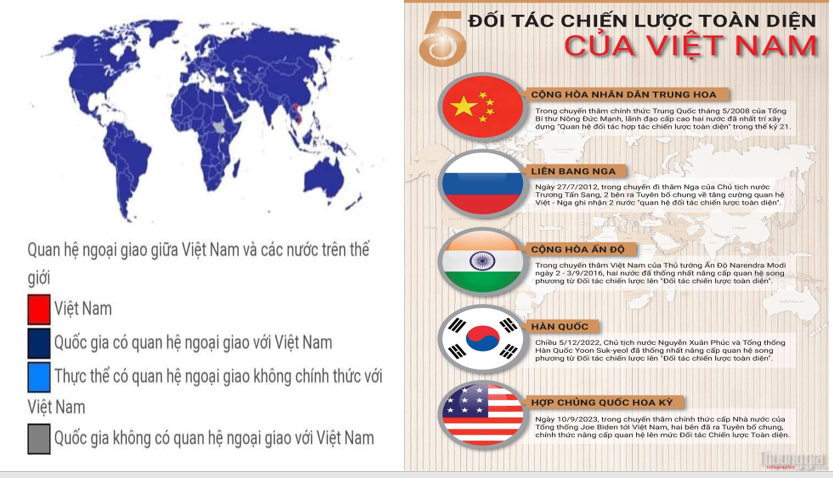 Quan hệ ngoại giao giữa Việt Nam và các nước trên thế
giới
Việt Nam
Quốc gia có quan hệ ngoại giao với Việt Nam
Thực thể có quan hệ ngoại giao không chính thức với
Việt Nam
Quốc gia không có quan hệ ngoại giao với Việt Nam
5 ĐỐI TÁC CHIẾN LƯỢC TOÀN DIỆN
CỦA VIỆT NAM
CỘNG HÒA NHÂN DÂN TRUNG HOA
Trong chuyến thăm chính thức Trung Quốc tháng 5/2008 của Tổng
Bí thư Nông Đức Mạnh, lãnh đạo cấp cao hai nước đã nhất trí xây
dựng "Quan hệ đối tác hợp tác chiến lược toàn diện" trong thế kỷ 21.
LIÊN BANG NGA
Ngày 27/7/2012, trong chuyến đi thăm Nga của Chủ tịch nước
Trương Tấn Sang, 2 bên ra Tuyên bố chung về tăng cường quan hệ
Việt - Nga ghi nhận 2 nước "quan hệ đối tác chiến lược toàn diện".
CỘNG HÒA ẤN ĐỘ
Trong chuyến thăm Việt Nam của Thủ tướng Ấn Độ Narendra Modi
ngày 2 - 3/9/2016, hai nước đã thống nhất nâng cấp quan hệ song
phương từ Đối tác chiến lược lên "Đối tác chiến lược toàn diện".
HÀN QUỐC
Chiều 5/12/2022, Chủ tịch nước Nguyễn Xuân Phúc và Tổng thống
Hàn Quốc Yoon Suk-yeol đã thống nhất nâng cấp quan hệ song
phương từ Đối tác chiến lược lên "Đối tác chiến lược toàn diện".
HỢP CHỦNG QUỐC HOA KỲ
Ngày 10/9/2023, trong chuyến thăm chính thức cấp Nhà nước của
Tổng thống Joe Biden tới Việt Nam, hai bên đã ra Tuyên bố chung,
chính thức nâng cấp quan hệ lên mức Đối tác Chiến lược Toàn diện.
Thươnggia
Infographic